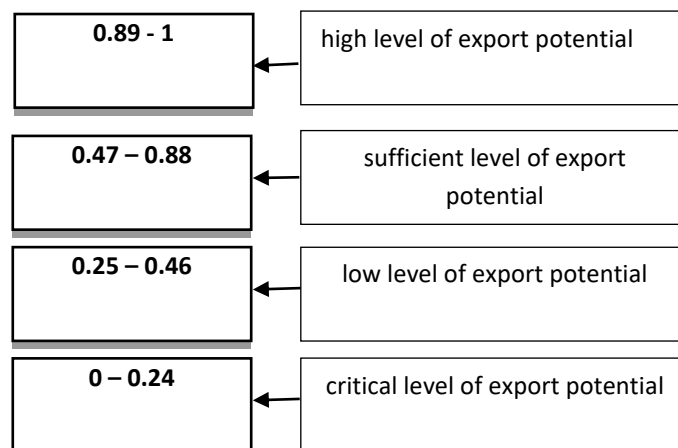 0.89 - 1
high level of export potential
0.47 – 0.88
sufficient level of export
potential
0.25 – 0.46
low level of export potential
0 – 0.24
critical level of export potential